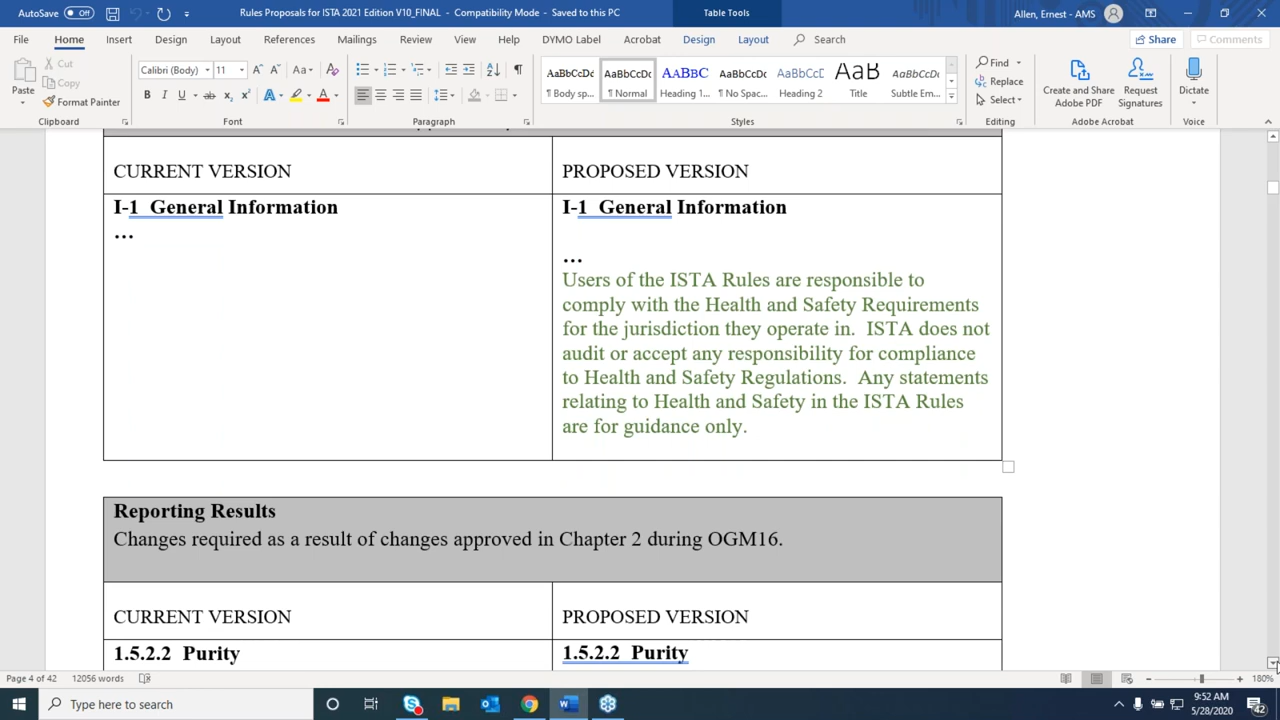 AutoSave Off
Rules Proposals for ISTA 2021 Edition V10_FINAL - Compatibility Mode - Saved to this PC
Table Tools
Allen, Ernest - AMS
File Home Insert Design Layout References Mailings Review View Help DYMO Label Acrobat Design Layout Search Share Comments
Paste
Cut
Copy
Format Painter
Clipboard
Calibri (Body) 11
Font
Paragraph
AaBbCcDc AaBbCcDc AABBC AaBbCcDc AaBbCcD AaB AaBbCcD
¶ Body sp... ¶ Normal Heading 1... ¶ No Spac... Heading 2 Title Subtle Em...
Styles
Find
Replace
Select
Editing
Create and Share Adobe PDF
Request Signatures
Adobe Acrobat
Dictate
Voice
CURRENT VERSION
PROPOSED VERSION
I-1 General Information
...
I-1 General Information
...
Users of the ISTA Rules are responsible to
comply with the Health and Safety Requirements
for the jurisdiction they operate in. ISTA does not
audit or accept any responsibility for compliance
to Health and Safety Regulations. Any statements
relating to Health and Safety in the ISTA Rules
are for guidance only.
Reporting Results
Changes required as a result of changes approved in Chapter 2 during OGM16.
CURRENT VERSION
PROPOSED VERSION
1.5.2.2 Purity
1.5.2.2 Purity
Page 4 of 42 12056 words
180%
Type here to search
9:52 AM
5/28/2020
42